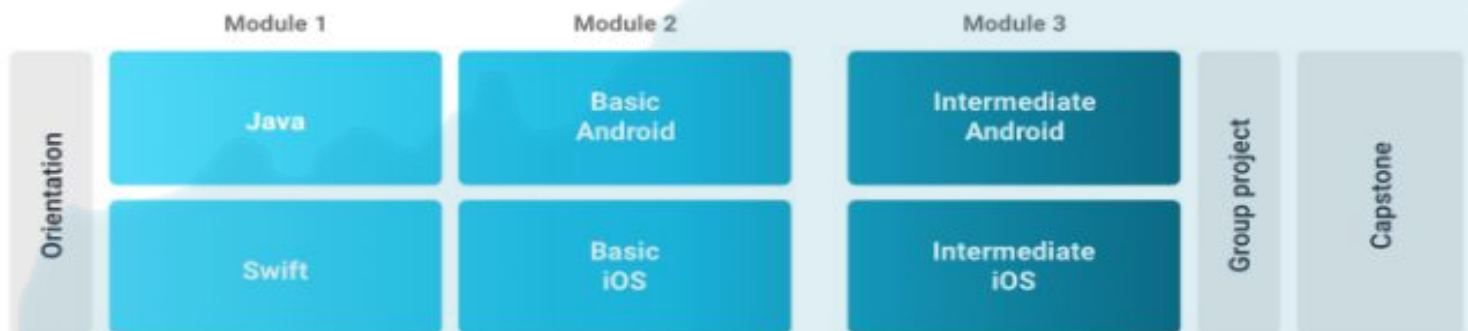 Module 1
Module 2
Module 3
Orientation
Java
Basic
Android
Intermediate
Android
Swift
Basic
iOS
Intermediate
iOS
Group project
Capstone